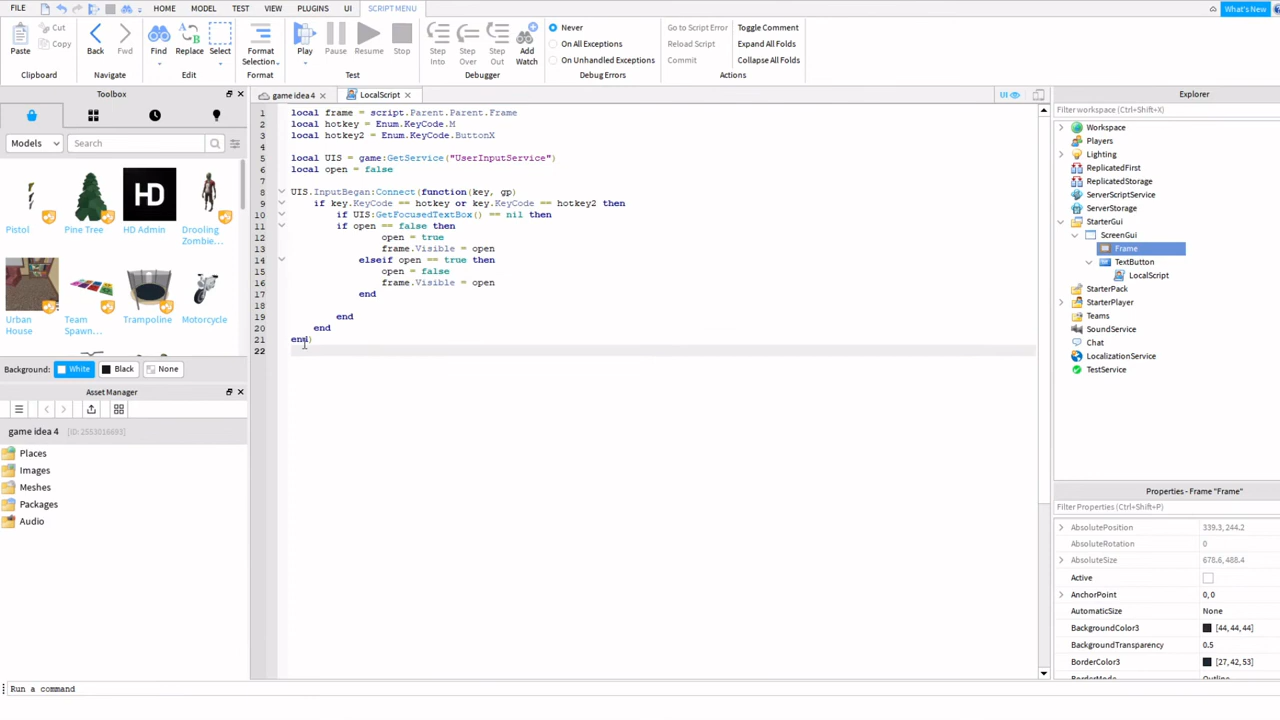 FILE HOME MODEL TEST VIEW PLUGINS UI SCRIPT MENU What's New
Paste Cut Copy Back Fwd Find Replace Select Format Selection... Play Pause Resume Stop Step Into Step Over Step Out Add Watch Never On All Exceptions On Unhandled Exceptions Go to Script Error Reload Script Commit Toggle Comment Expand All Folds Collapse All Folds
Clipboard Navigate Edit Format Test Debugger Debug Errors Actions
Toolbox
Models Search
Pistol Pine Tree HD Admin Drooling Zombie...
HD
Urban House Team Spawn... Trampoline Motorcycle
Background: White Black None
Asset Manager
game idea 4 [ID: 2553016693]
Places
Images
Meshes
Packages
Audio
game idea 4 LocalScript UI
1 local frame = script.Parent.Parent.Frame
2 local hotkey = Enum.KeyCode.M
3 local hotkey2 = Enum.KeyCode.ButtonX
4
5 local UIS = game:GetService("UserInputService")
6 local open = false
7
8 UIS.InputBegan:Connect(function(key, gp)
9 if key.KeyCode == hotkey or key.KeyCode == hotkey2 then
10 if UIS:GetFocusedTextBox() == nil then
11 if open == false then
12 open = true
13 frame.Visible = open
14 elseif open == true then
15 open = false
16 frame.Visible = open
17 end
18
19 end
20 end
21 end)
22
Explorer
Filter workspace (Ctrl+Shift+X)
Workspace
Players
Lighting
ReplicatedFirst
ReplicatedStorage
ServerScriptService
ServerStorage
StarterGui
ScreenGui
Frame
TextButton
LocalScript
StarterPack
StarterPlayer
Teams
SoundService
Chat
LocalizationService
TestService
Properties - Frame "Frame"
Filter Properties (Ctrl+Shift+P)
AbsolutePosition 339.3, 244.2
AbsoluteRotation 0
AbsoluteSize 678.6, 488.4
Active
AnchorPoint 0, 0
AutomaticSize None
BackgroundColor3 [44, 44, 44]
BackgroundTransparency 0.5
BorderColor3 [27, 42, 53]
Run a command